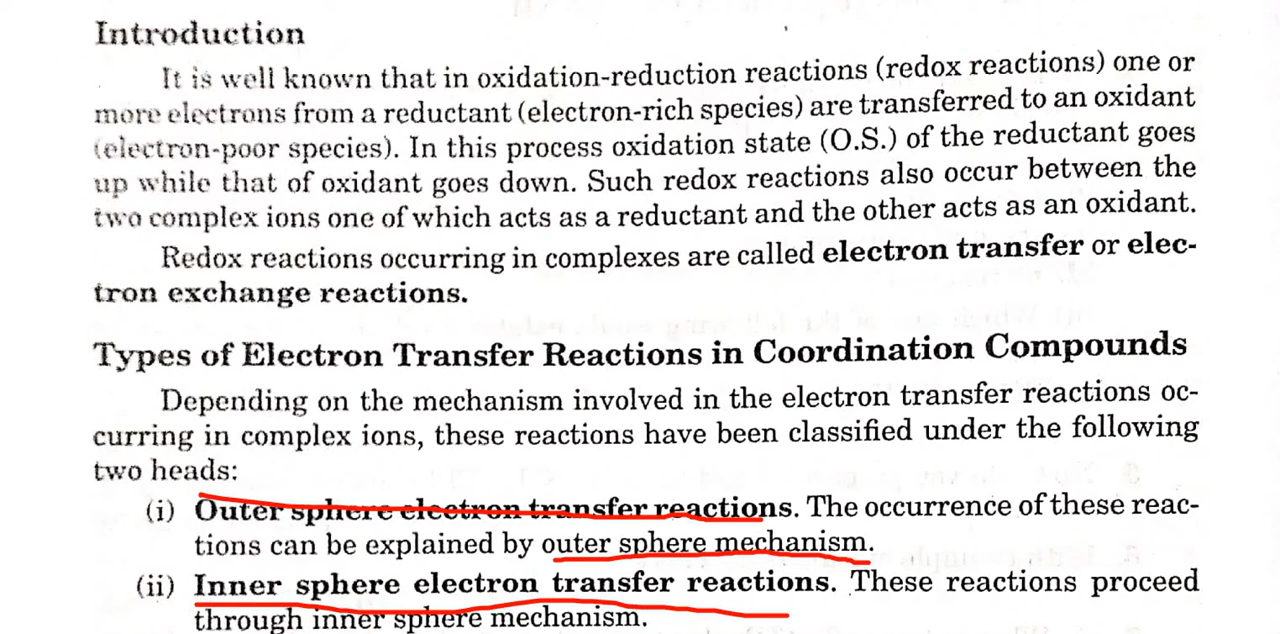 Introduction
It is well known that in oxidation-reduction reactions (redox reactions) one or
more electrons from a reductant (electron-rich species) are transferred to an oxidant
(electron-poor species). In this process oxidation state (O.S.) of the reductant goes
up while that of oxidant goes down. Such redox reactions also occur between the
two complex ions one of which acts as a reductant and the other acts as an oxidant.
Redox reactions occurring in complexes are called electron transfer or elec-
tron exchange reactions.
Types of Electron Transfer Reactions in Coordination Compounds
Depending on the mechanism involved in the electron transfer reactions oc-
curring in complex ions, these reactions have been classified under the following
two heads:
(i) Outer sphere electron transfer reactions. The occurrence of these reac-
tions can be explained by outer sphere mechanism.
(ii) Inner sphere electron transfer reactions. These reactions proceed
through inner sphere mechanism.